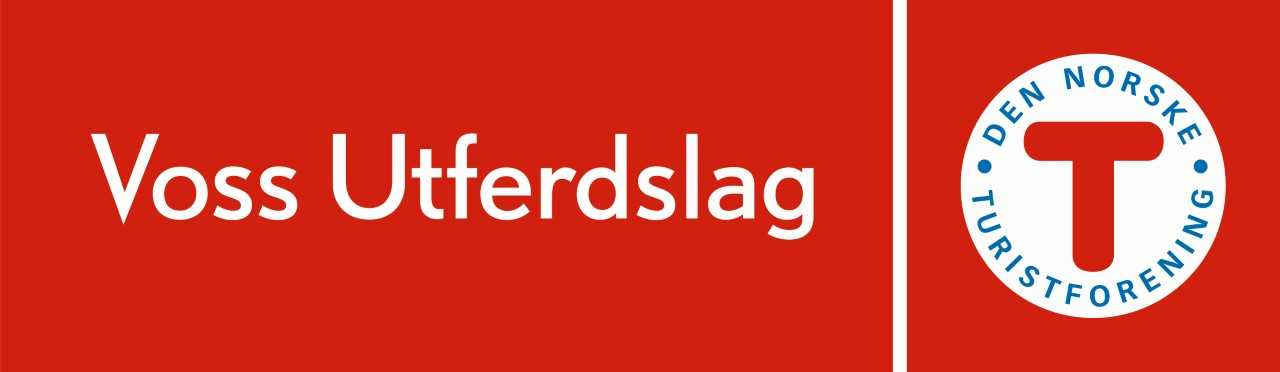 Voss Utferdslag
DEN NORSKE
T
TURISTFORENING